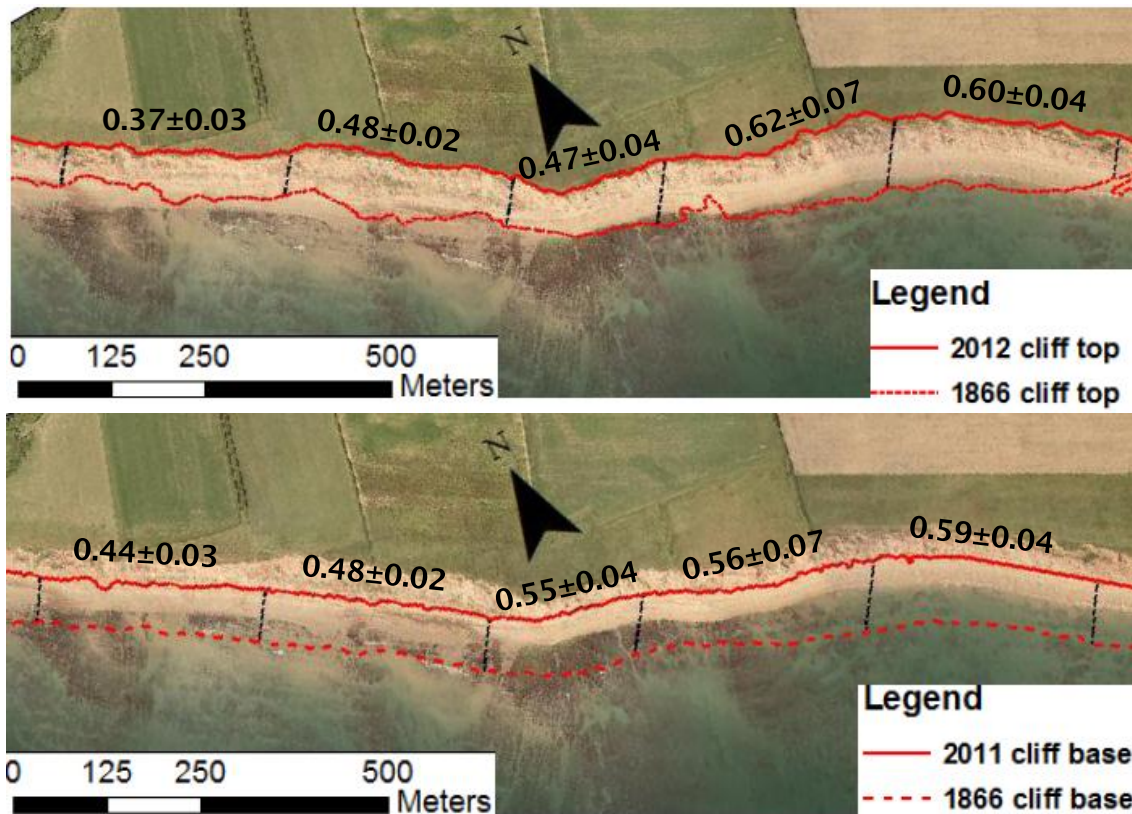 N
0.37±0.03 0.48±0.02 0.47±0.04 0.62±0.07 0.60±0.04
Legend
2012 cliff top
1866 cliff top
0 125 250 500
Meters
N
0.44±0.03 0.48±0.02 0.55±0.04 0.56±0.07 0.59±0.04
Legend
2011 cliff base
1866 cliff base
0 125 250 500
Meters